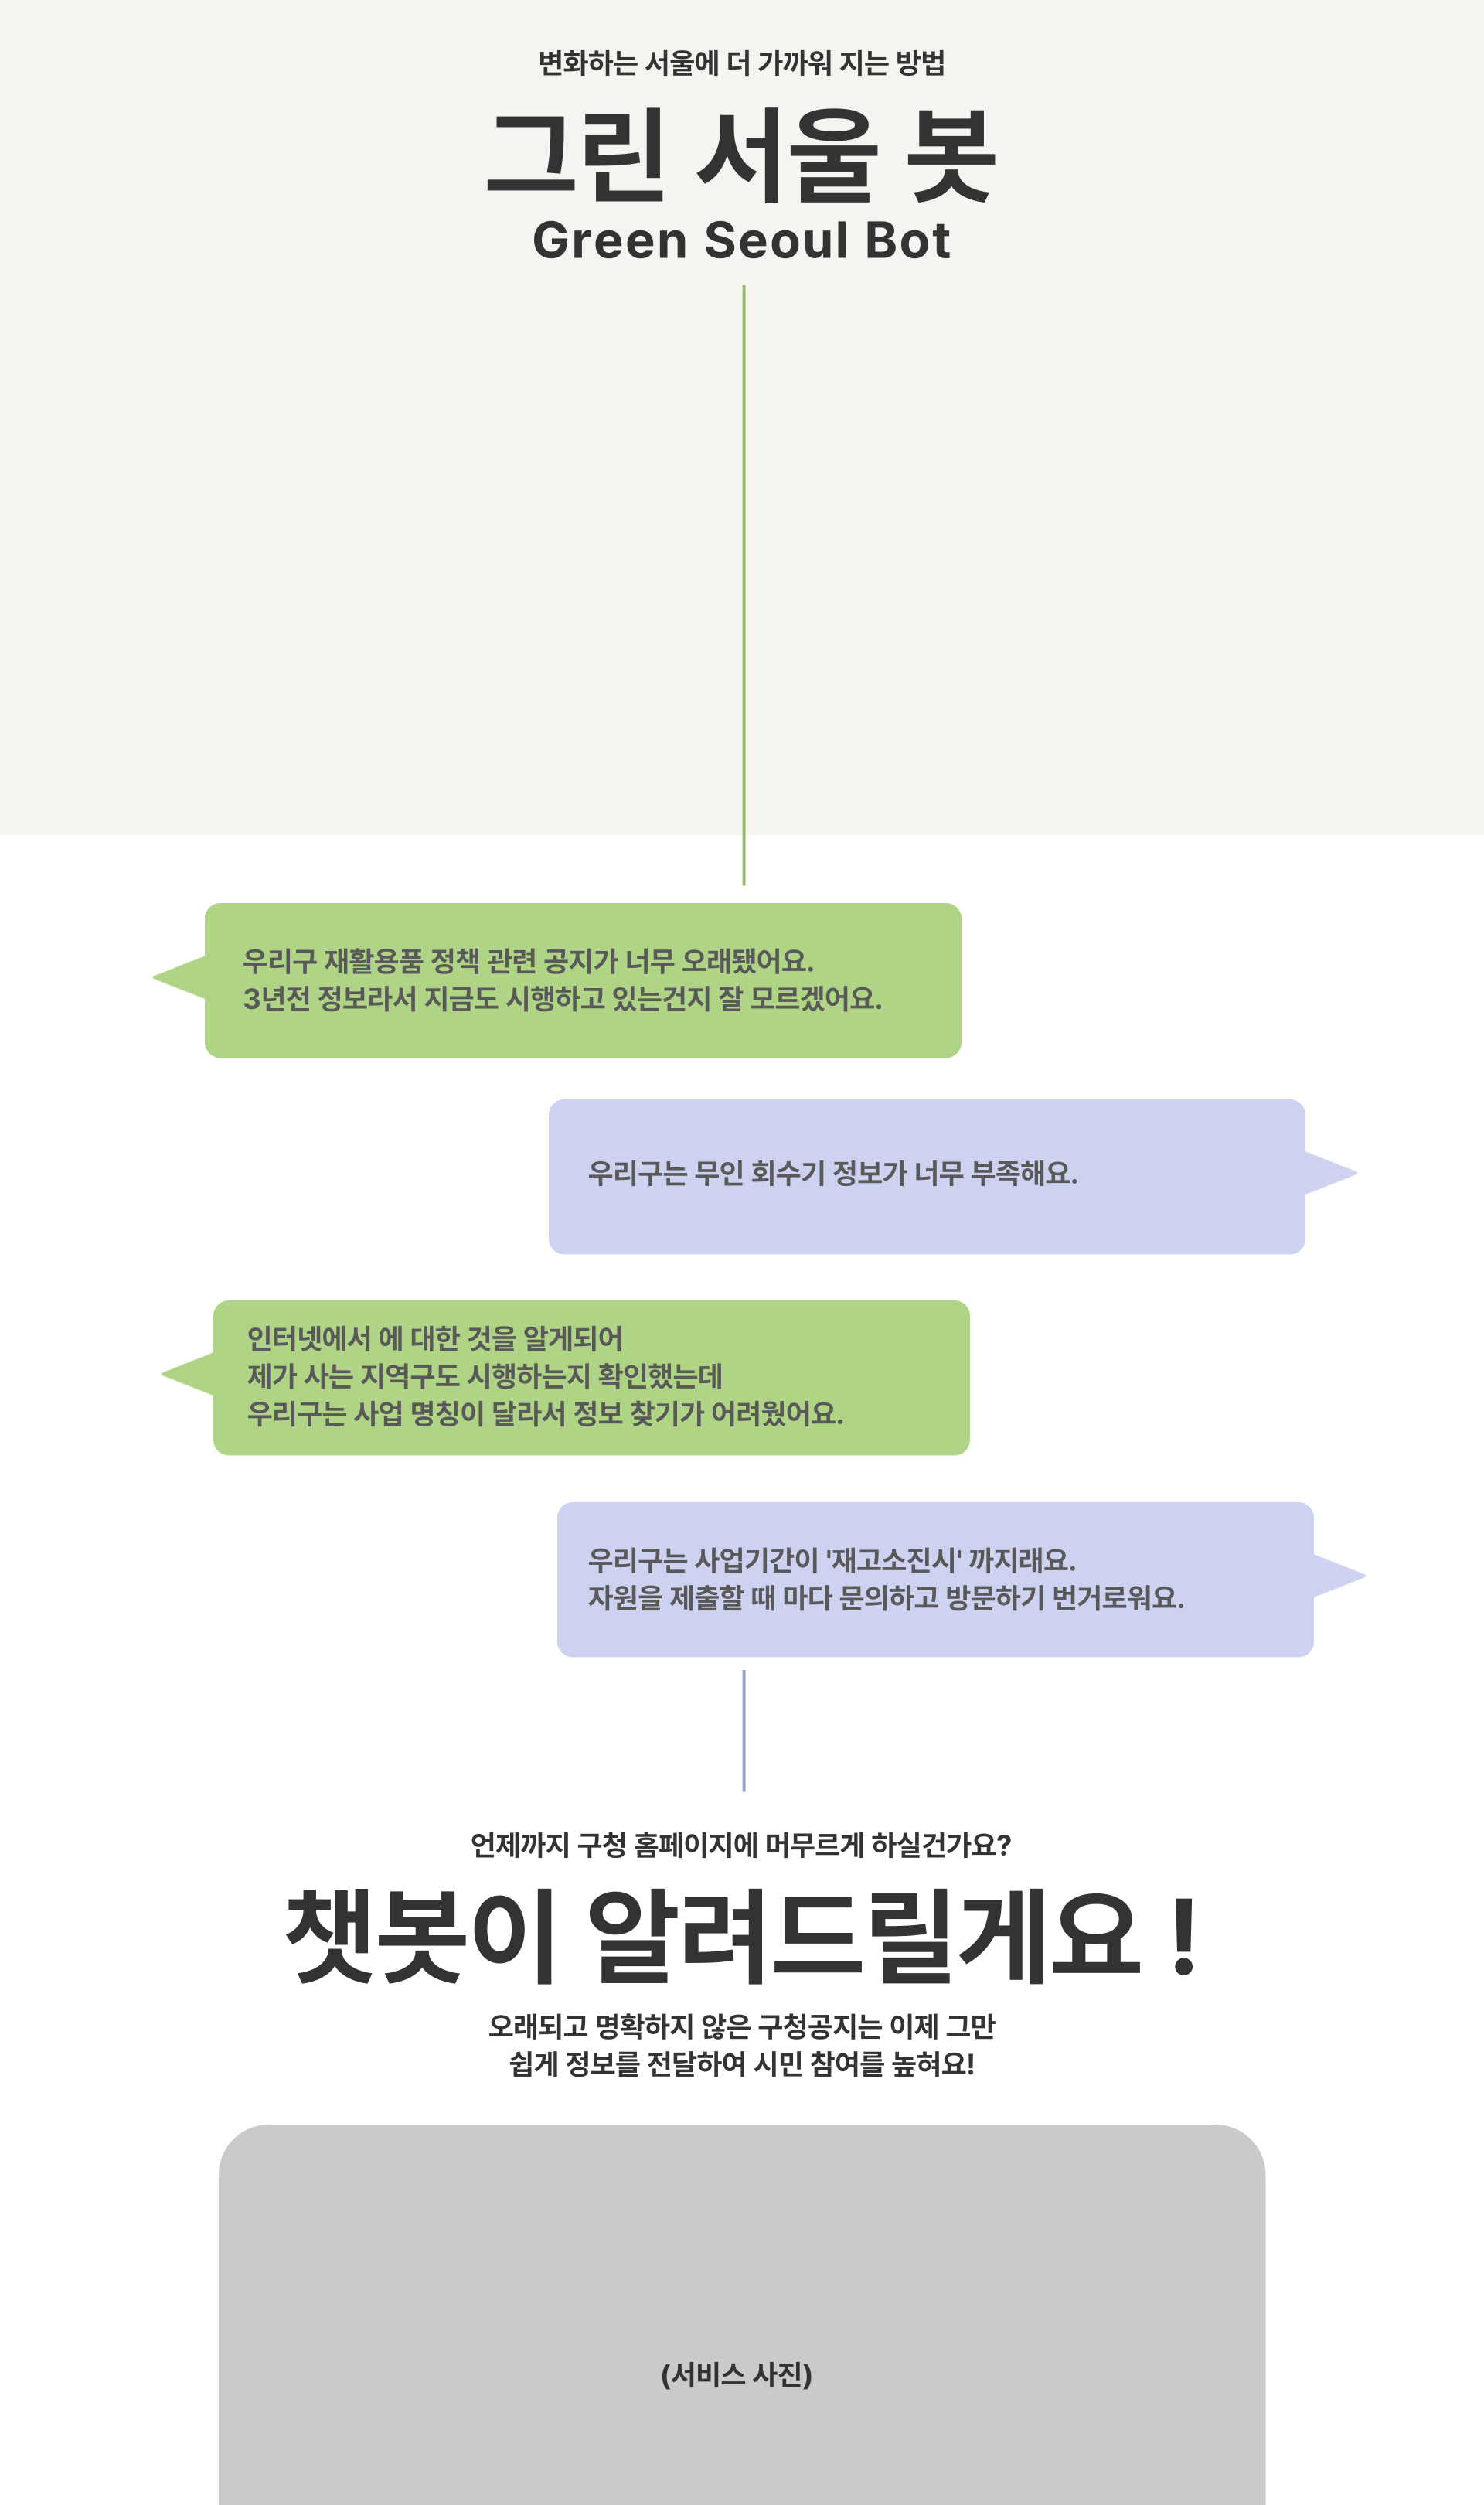 변화하는 서울에 더 가까워 지는 방법
그린 서울 봇
Green Seoul Bot
우리구 재활용품 정책 관련 공지가 너무 오래됐어요.
3년전 정보라서 지금도 시행하고 있는건지 잘 모르겠어요.
우리구는 무인 회수기 정보가 너무 부족해요.
인터넷에서 에 대한 것을 알게되어
제가 사는 지역구도 시행하는지 확인했는데
우리구는 사업 명칭이 달라서 정보 찾기가 어려웠어요.
우리구는 사업기간이 '재고소진시' 까지래요.
자원을 제출할 때 마다 문의하고 방문하기 번거로워요.
언제까지 구청 홈페이지에 머무르게 하실건가요?
챗봇이 알려드릴게요 !
오래되고 명확하지 않은 구청공지는 이제 그만
쉽게 정보를 전달하여 시민 참여를 높혀요!
(서비스 사진)